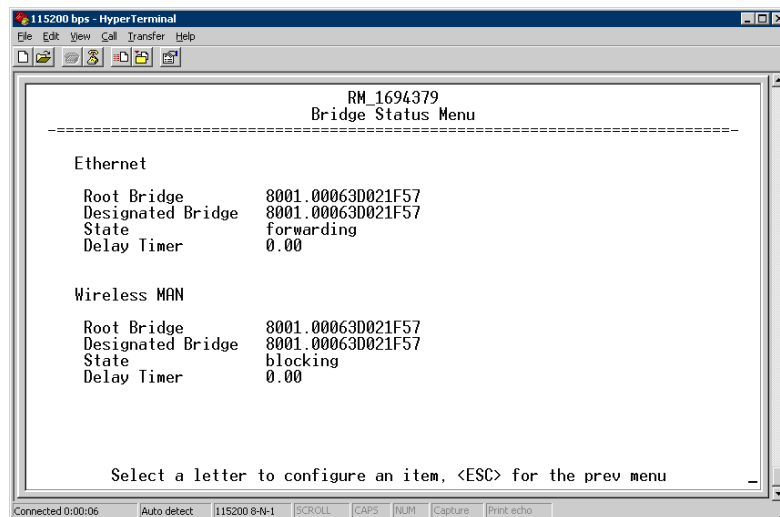 115200 bps - HyperTerminal
File Edit View Call Transfer Help
RM_1694379
Bridge Status Menu
-==========================================================================-
Ethernet
Root Bridge 8001.00063D021F57
Designated Bridge 8001.00063D021F57
State forwarding
Delay Timer 0.00
Wireless MAN
Root Bridge 8001.00063D021F57
Designated Bridge 8001.00063D021F57
State blocking
Delay Timer 0.00
Select a letter to configure an item, <ESC> for the prev menu _
Connected 0:00:06 Auto detect 115200 8-N-1 SCROLL CAPS NUM Capture Print echo